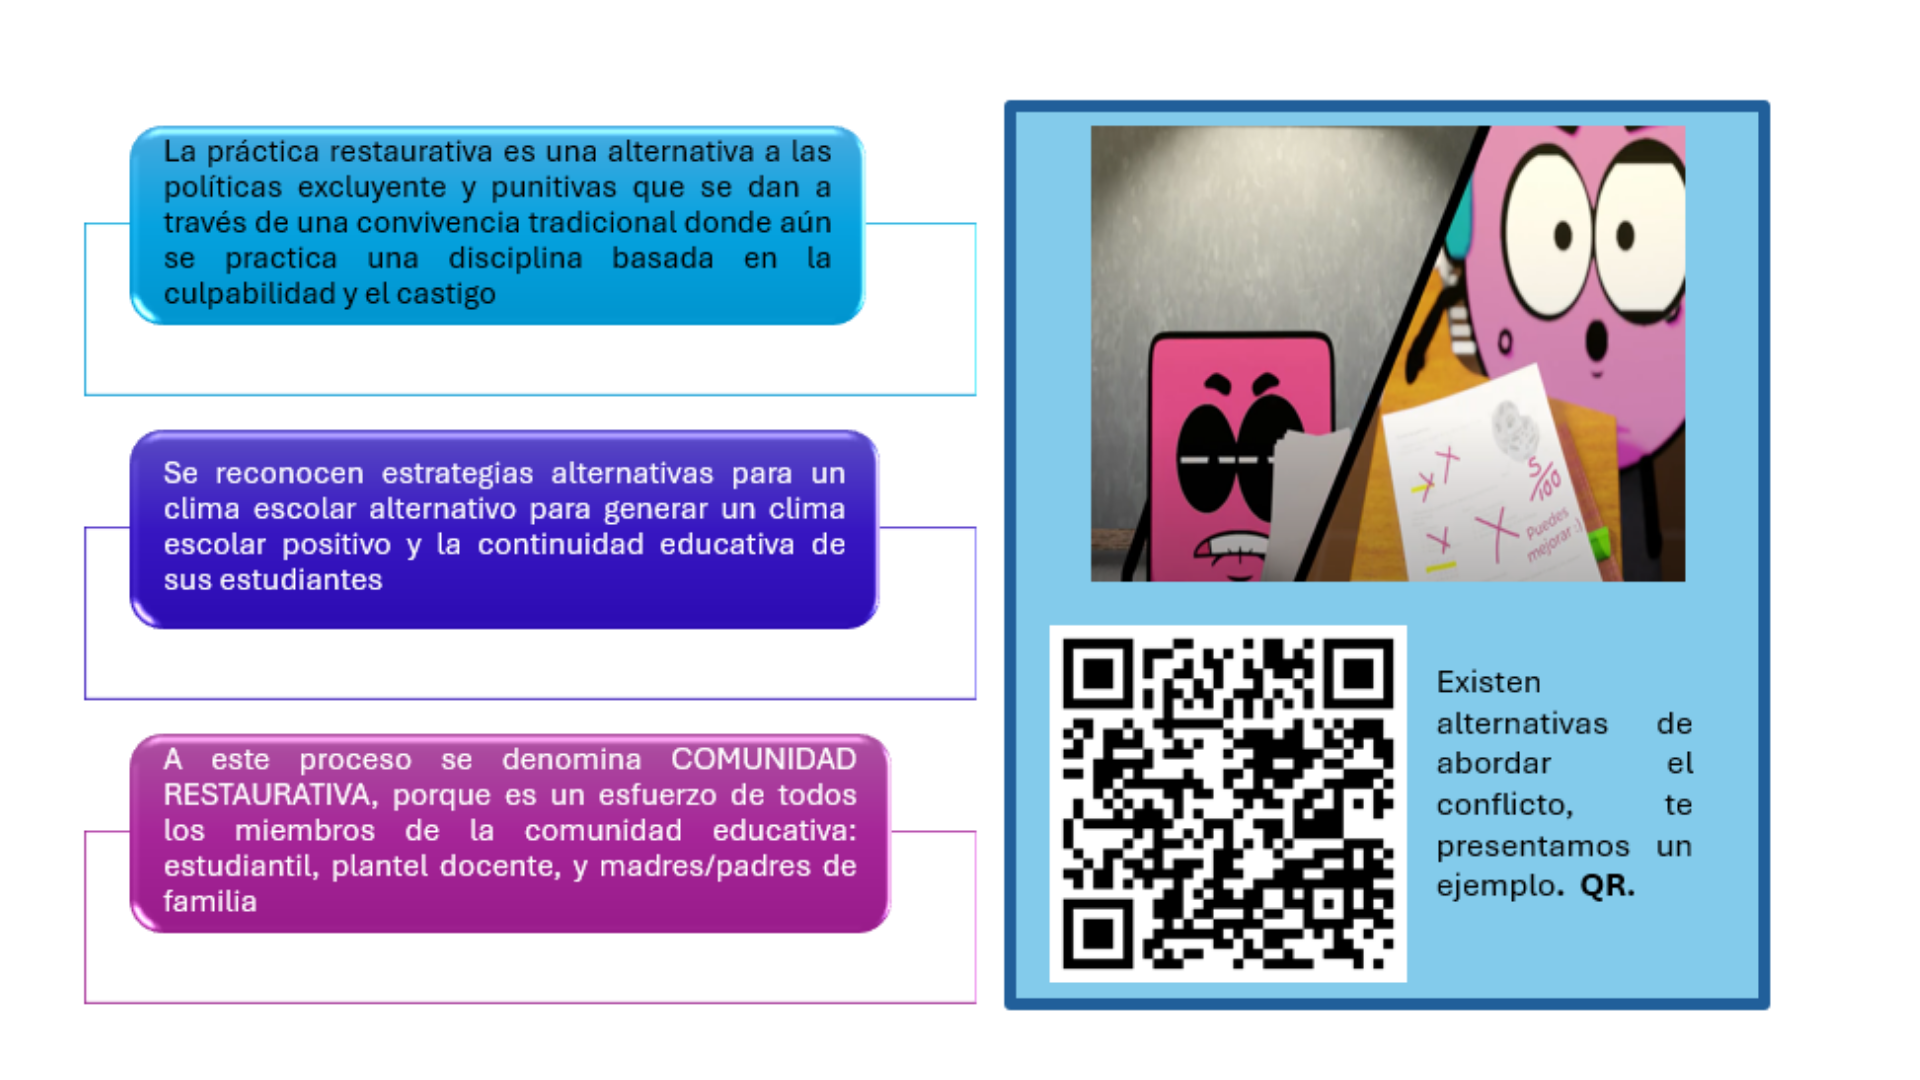 La práctica restaurativa es una alternativa a las
políticas excluyente y punitivas que se dan a
través de una convivencia tradicional donde aún
se practica una disciplina basada en la
culpabilidad y el castigo
Se reconocen estrategias alternativas para un
clima escolar alternativo para generar un clima
escolar positivo y la continuidad educativa de
sus estudiantes
A este proceso se denomina COMUNIDAD
RESTAURATIVA, porque es un esfuerzo de todos
los miembros de la comunidad educativa:
estudiantil, plantel docente, y madres/padres de
familia
5/100
Puedes
mejorar :)
Existen
alternativas de
abordar el
conflicto, te
presentamos un
ejemplo. QR.